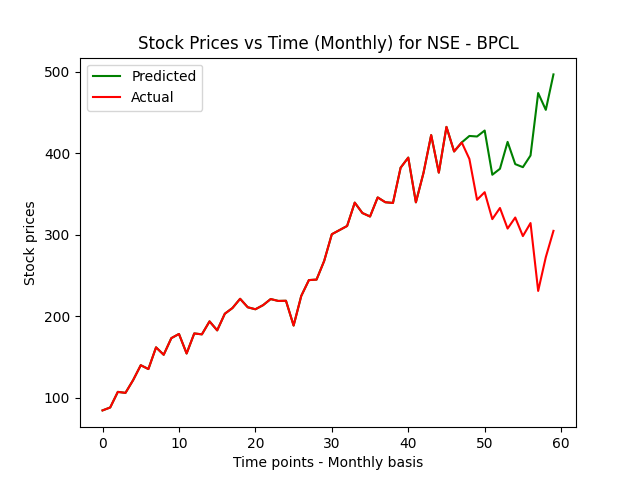 Stock Prices vs Time (Monthly) for NSE - BPCL
Predicted
Actual
500
400
300
200
100
Stock prices
0 10 20 30 40 50 60
Time points - Monthly basis